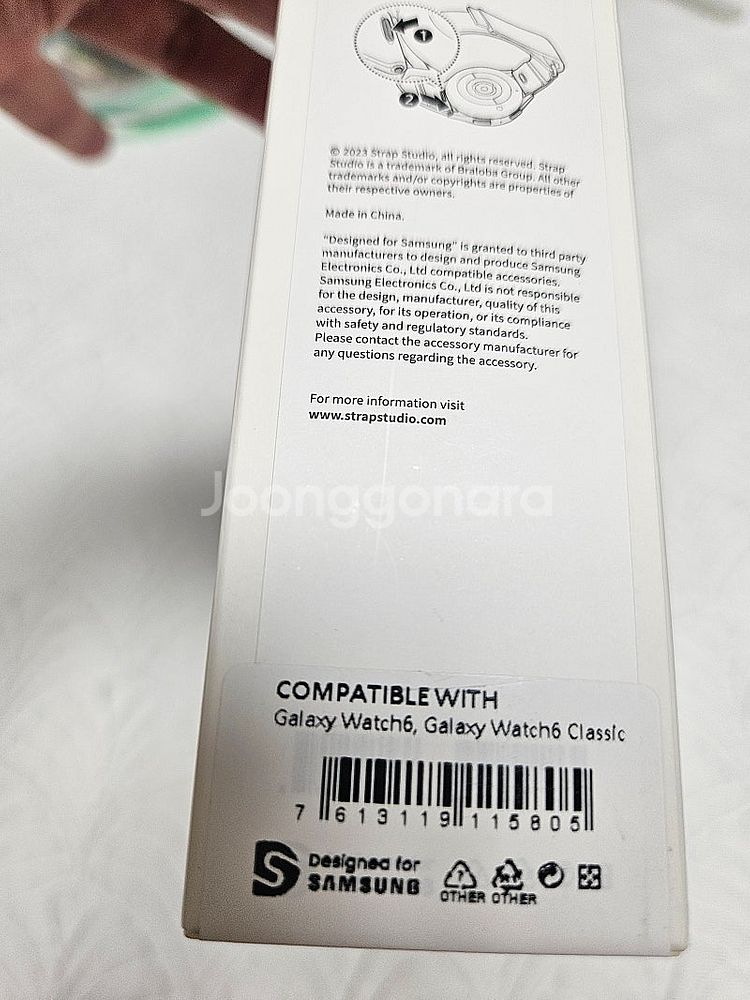 1
2
© 2023 Strap Studio, all rights reserved. Strap
Studio is a trademark of Braloba Group. All other
trademarks and/or copyrights are properties of
their respective owners.
Made in China.
"Designed for Samsung" is granted to third party
manufacturers to design and produce Samsung
Electronics Co., Ltd compatible accessories.
Samsung Electronics Co., Ltd is not responsible
for the design, manufacturer, quality of this
accessory, for its operation, or its compliance
with safety and regulatory standards.
Please contact the accessory manufacturer for
any questions regarding the accessory.
For more information visit
www.strapstudio.com
Joonggonara
COMPATIBLE WITH
Galaxy Watch6, Galaxy Watch6 Classic
7 613119 115805
Designed for
SAMSUNG
OTHER OTHER